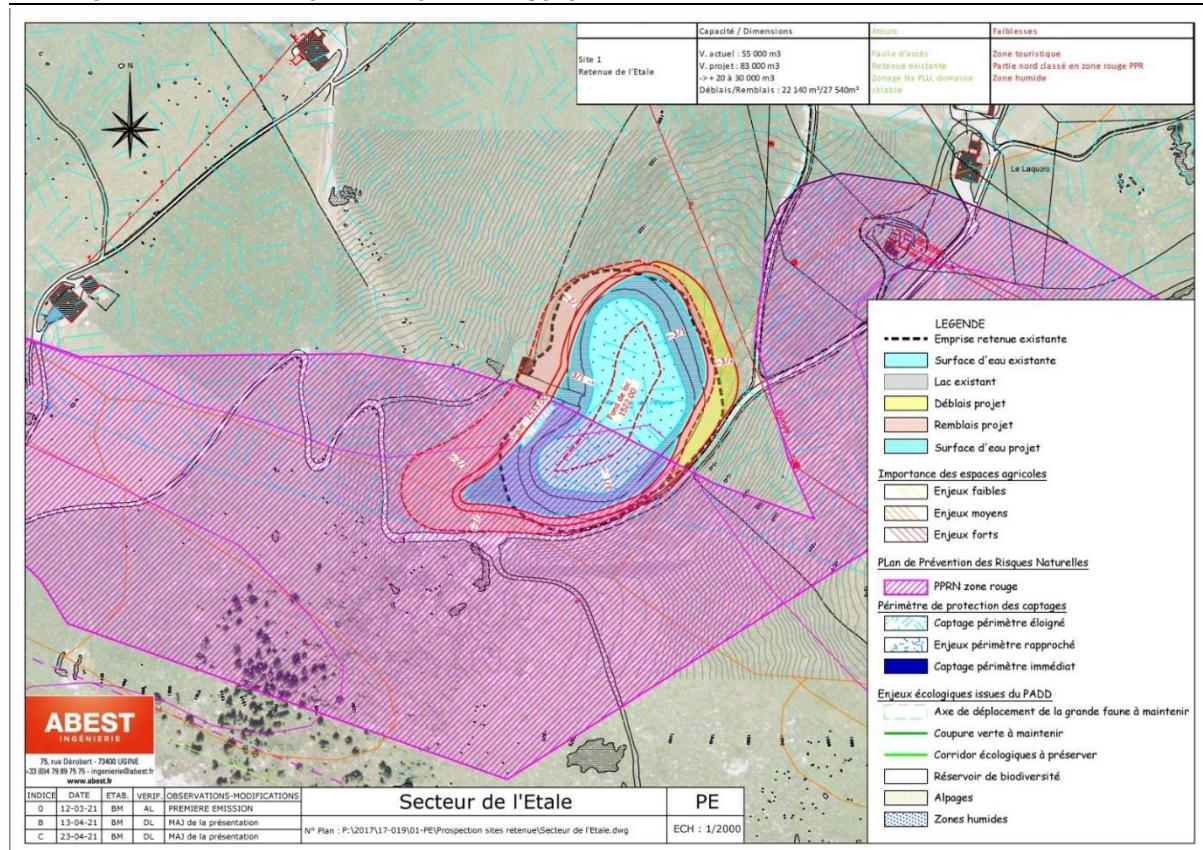 Capacité / Dimensions
Atouts
Faiblesses
Site 1
Retenue de l'Etale
V. actuel : 55 000 m3
V. projet : 83 000 m3
-> + 20 à 30 000 m3
Déblais/Remblais : 22 140 m³/27 540m³
Facile d'accès
Retenue existante
Zonage Na PLU, domaine
skiable
Zone touristique
Partie nord classé en zone rouge PPR
Zone humide
N
Le Laquais
Fond de lac
1522.00
LEGENDE
Emprise retenue existante
Surface d'eau existante
Lac existant
Déblais projet
Remblais projet
Surface d'eau projet
Importance des espaces agricoles
Enjeux faibles
Enjeux moyens
Enjeux forts
PLan de Prévention des Risques Naturelles
PPRN zone rouge
Périmètre de protection des captages
Captage périmètre éloigné
Enjeux périmètre rapproché
Captage périmètre immédiat
Enjeux écologiques issues du PADD
Axe de déplacement de la grande faune à maintenir
Coupure verte à maintenir
Corridor écologiques à préserver
Réservoir de biodiversité
Alpages
Zones humides
ABEST
INGÉNIERIE
75, rue Dérobert - 73400 UGINE
+33 (0)4 79 89 75 75 - ingenierie@abest.fr
www.abest.fr
INDICE DATE ETAB. VERIF. OBSERVATIONS-MODIFICATIONS
0 12-03-21 BM AL PREMIERE EMISSION
B 13-04-21 BM DL MAJ de la présentation
C 23-04-21 BM DL MAJ de la présentation
Secteur de l'Etale
N° Plan : P:\2017\17-019\01-PE\Prospection sites retenue\Secteur de l'Etale.dwg
PE
ECH : 1/2000